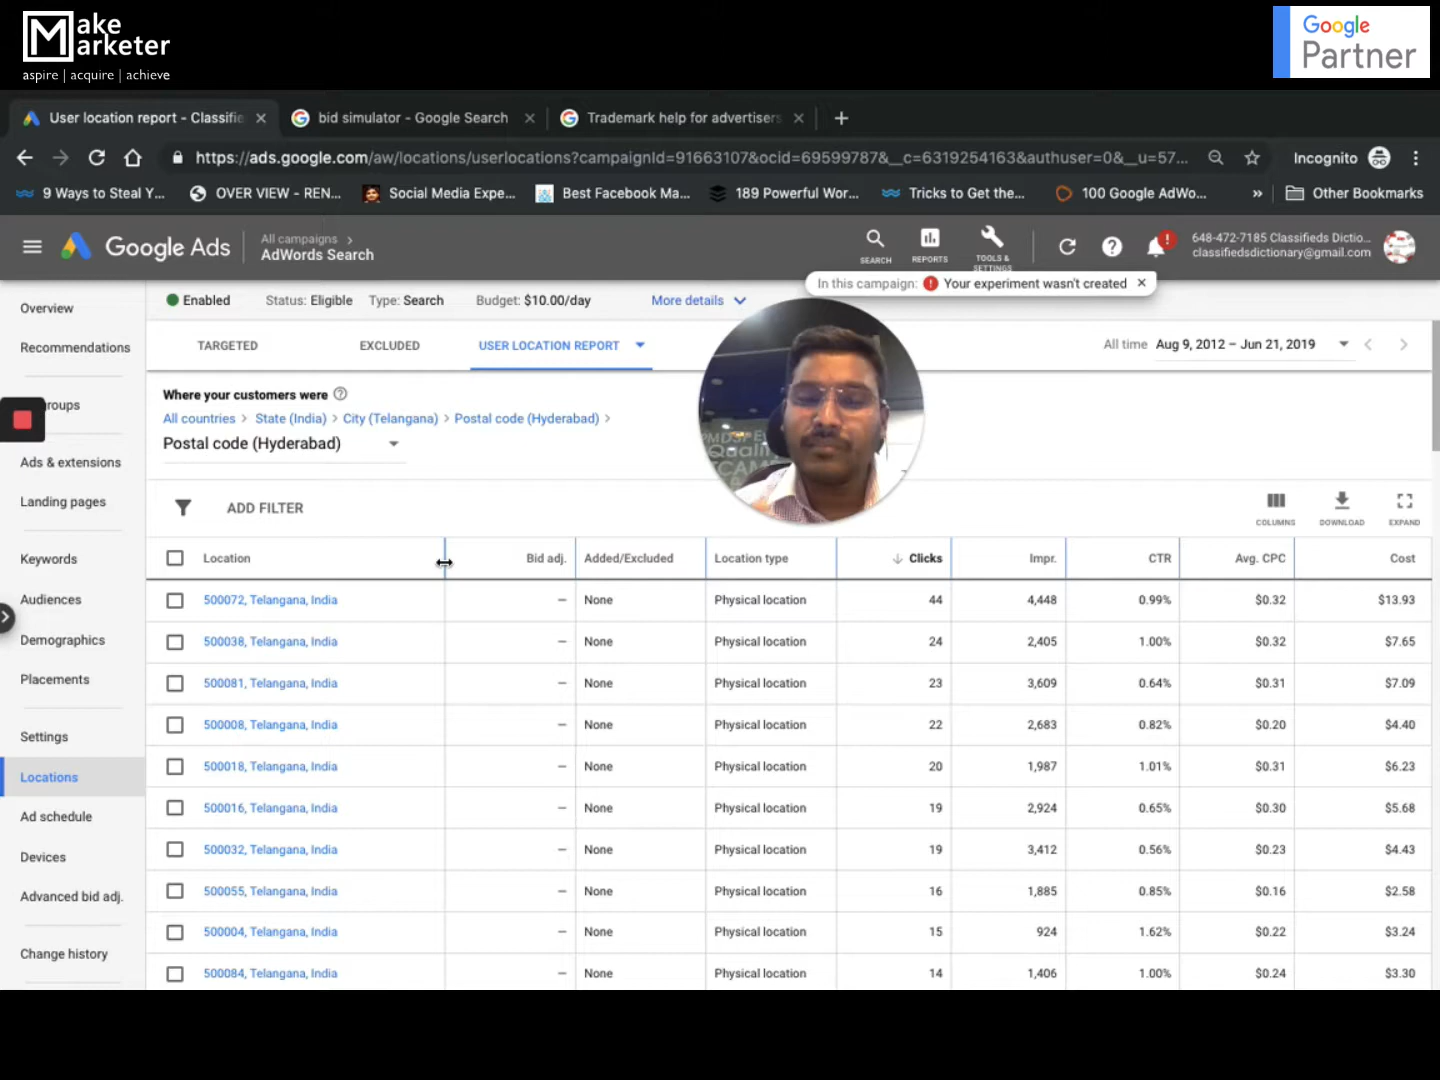 Make Marketer
aspire | acquire | achieve
Google Partner
User location report - Classifie
bid simulator - Google Search
Trademark help for advertisers
https://ads.google.com/aw/locations/userlocations?campaignId=91663107&ocid=69599787&__c=6319254163&authuser=0&__u=57...
Incognito
9 Ways to Steal Y...
OVER VIEW - REN...
Social Media Expe...
Best Facebook Ma...
189 Powerful Wor...
Tricks to Get the...
100 Google AdWo...
»
Other Bookmarks
Google Ads
All campaigns >
AdWords Search
SEARCH
REPORTS
TOOLS & SETTINGS
648-472-7185 Classifieds Dictio...
classifiedsdictionary@gmail.com
In this campaign: Your experiment wasn't created
Enabled Status: Eligible Type: Search Budget: $10.00/day More details
TARGETED EXCLUDED USER LOCATION REPORT
All time Aug 9, 2012 – Jun 21, 2019
Where your customers were
All countries > State (India) > City (Telangana) > Postal code (Hyderabad) >
Postal code (Hyderabad)
ADD FILTER
COLUMNS DOWNLOAD EXPAND
Location Bid adj. Added/Excluded Location type Clicks Impr. CTR Avg. CPC Cost
500072, Telangana, India – None Physical location 44 4,448 0.99% $0.32 $13.93
500038, Telangana, India – None Physical location 24 2,405 1.00% $0.32 $7.65
500081, Telangana, India – None Physical location 23 3,609 0.64% $0.31 $7.09
500008, Telangana, India – None Physical location 22 2,683 0.82% $0.20 $4.40
500018, Telangana, India – None Physical location 20 1,987 1.01% $0.31 $6.23
500016, Telangana, India – None Physical location 19 2,924 0.65% $0.30 $5.68
500032, Telangana, India – None Physical location 19 3,412 0.56% $0.23 $4.43
500055, Telangana, India – None Physical location 16 1,885 0.85% $0.16 $2.58
500004, Telangana, India – None Physical location 15 924 1.62% $0.22 $3.24
500084, Telangana, India – None Physical location 14 1,406 1.00% $0.24 $3.30
Overview
Recommendations
roups
Ads & extensions
Landing pages
Keywords
Audiences
Demographics
Placements
Settings
Locations
Ad schedule
Devices
Advanced bid adj.
Change history